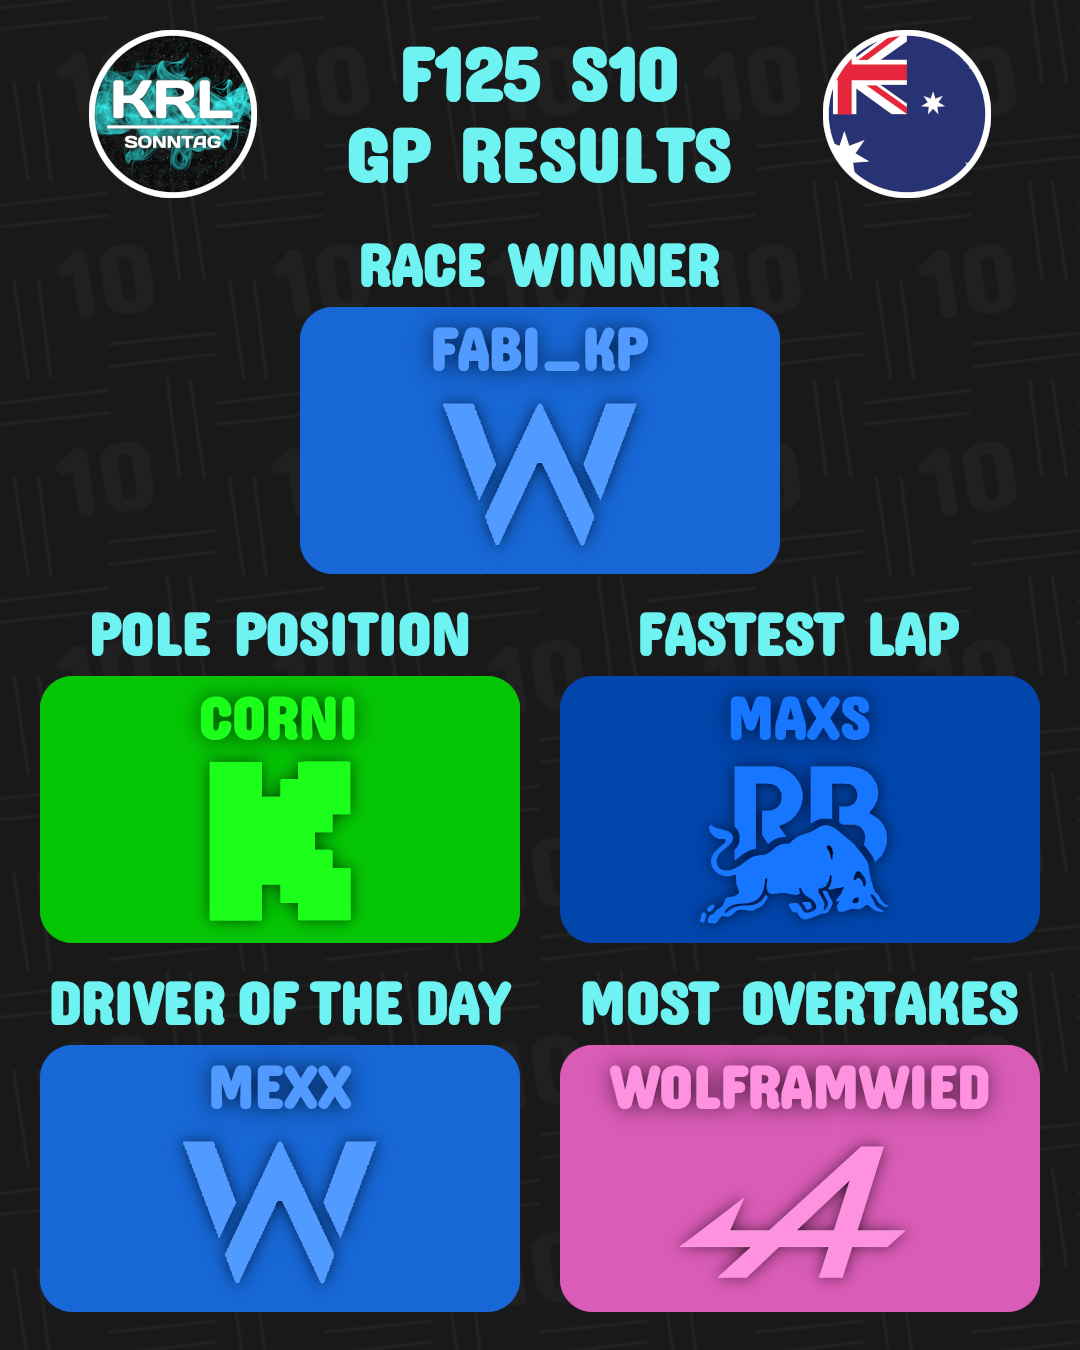 KRL
SONNTAG
F125 S10
GP RESULTS
RACE WINNER
FABI_KP
W
POLE POSITION
FASTEST LAP
CORNI
K
MAXS
RB
DRIVER OF THE DAY
MOST OVERTAKES
MEXX
W
WOLFRAMWIED
A